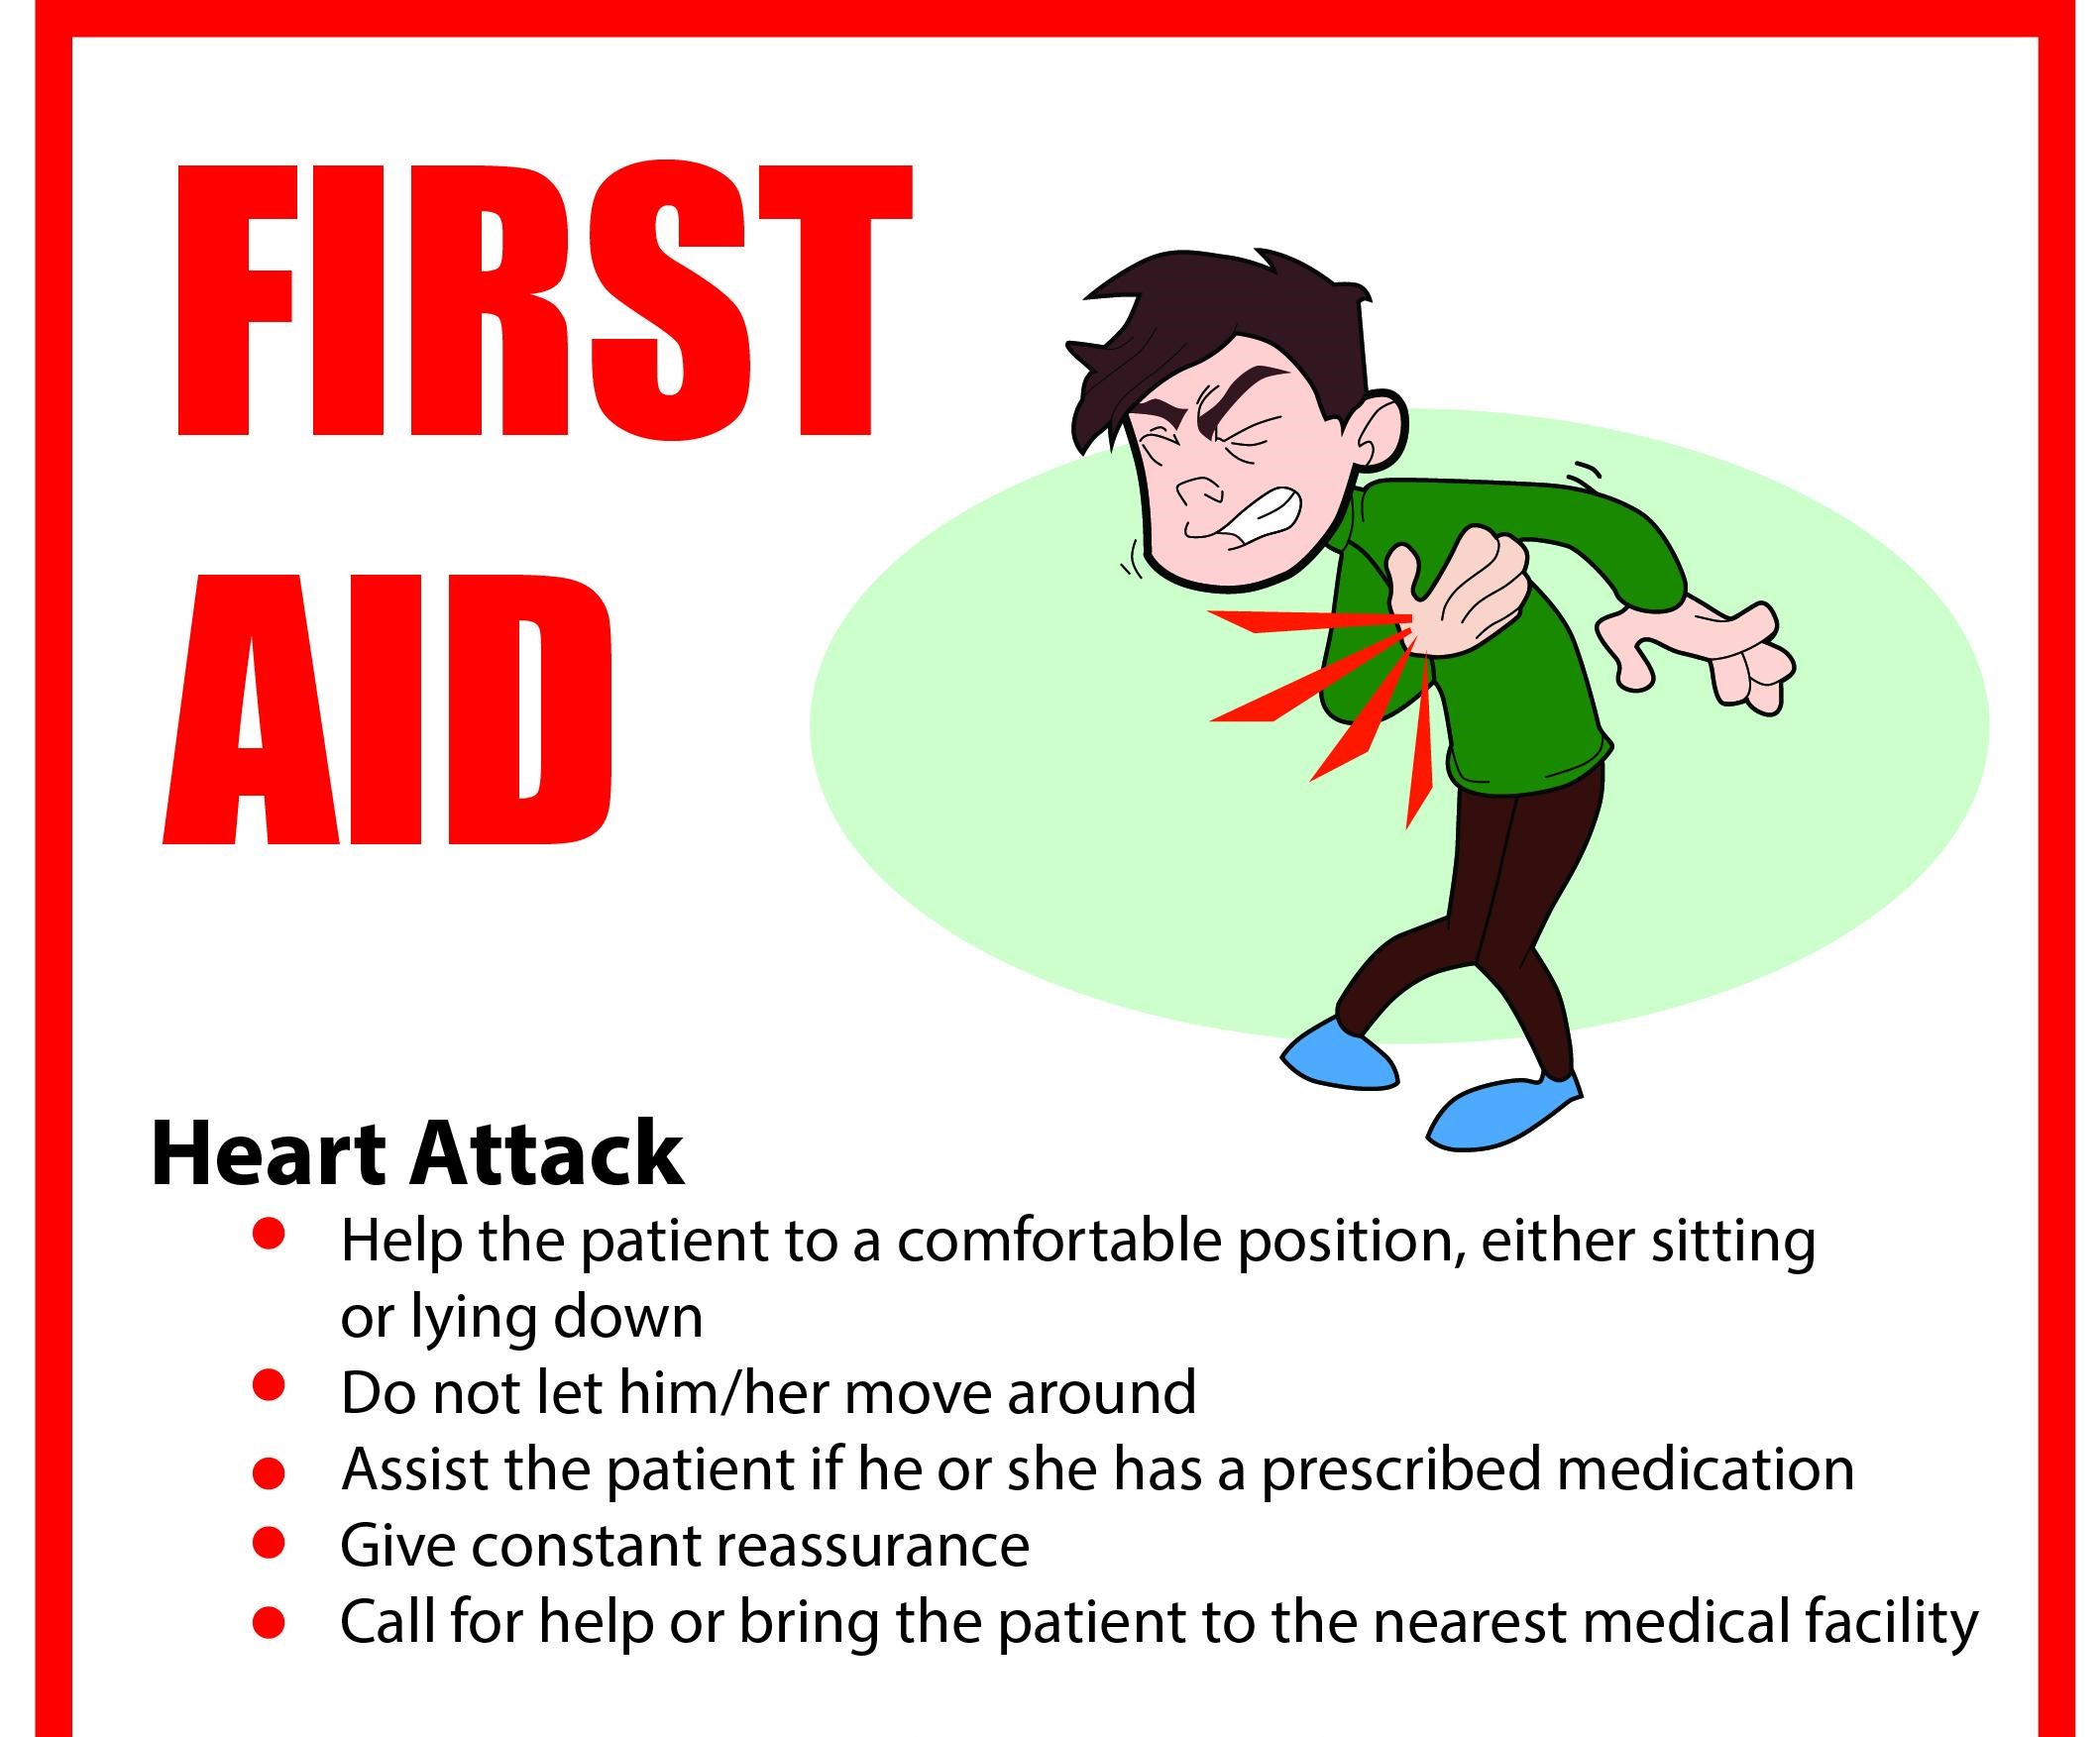 FIRST
AID
Heart Attack
Help the patient to a comfortable position, either sitting
or lying down
Do not let him/her move around
Assist the patient if he or she has a prescribed medication
Give constant reassurance
Call for help or bring the patient to the nearest medical facility